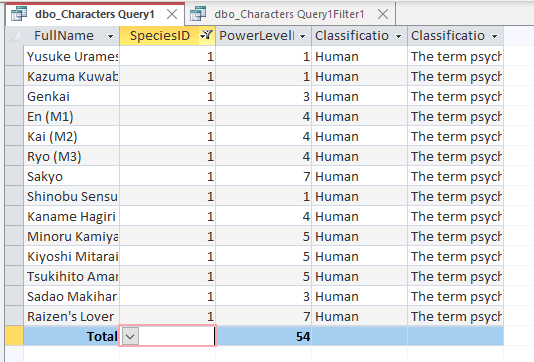 dbo_Characters Query1 dbo_Characters Query1Filter1
FullName SpeciesID PowerLevelI Classificatio Classificatio
Yusuke Urames 1 1 Human The term psych
Kazuma Kuwab 1 1 Human The term psych
Genkai 1 3 Human The term psych
En (M1) 1 4 Human The term psych
Kai (M2) 1 4 Human The term psych
Ryo (M3) 1 4 Human The term psych
Sakyo 1 7 Human The term psych
Shinobu Sensu 1 1 Human The term psych
Kaname Hagiri 1 4 Human The term psych
Minoru Kamiya 1 5 Human The term psych
Kiyoshi Mitarai 1 5 Human The term psych
Tsukihito Amar 1 5 Human The term psych
Sadao Makihar 1 3 Human The term psych
Raizen's Lover 1 7 Human The term psych
Total 54